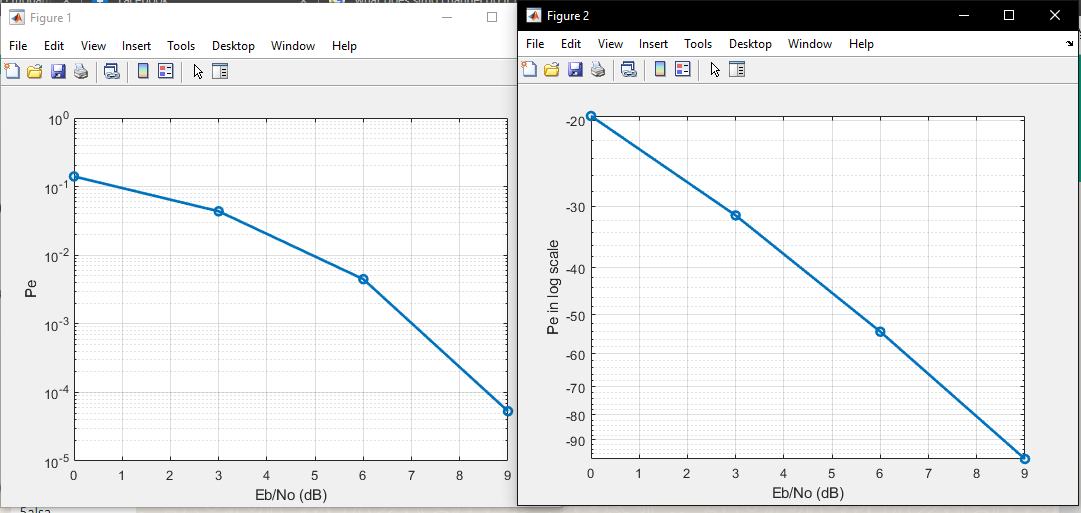 Facebook
Figure 1
File Edit View Insert Tools Desktop Window Help
10^0
10^-1
10^-2
10^-3
10^-4
10^-5
Pe
0 1 2 3 4 5 6 7 8 9
Eb/No (dB)
Figure 2
File Edit View Insert Tools Desktop Window Help
-20
-30
-40
-50
-60
-70
-80
-90
Pe in log scale
0 1 2 3 4 5 6 7 8 9
Eb/No (dB)